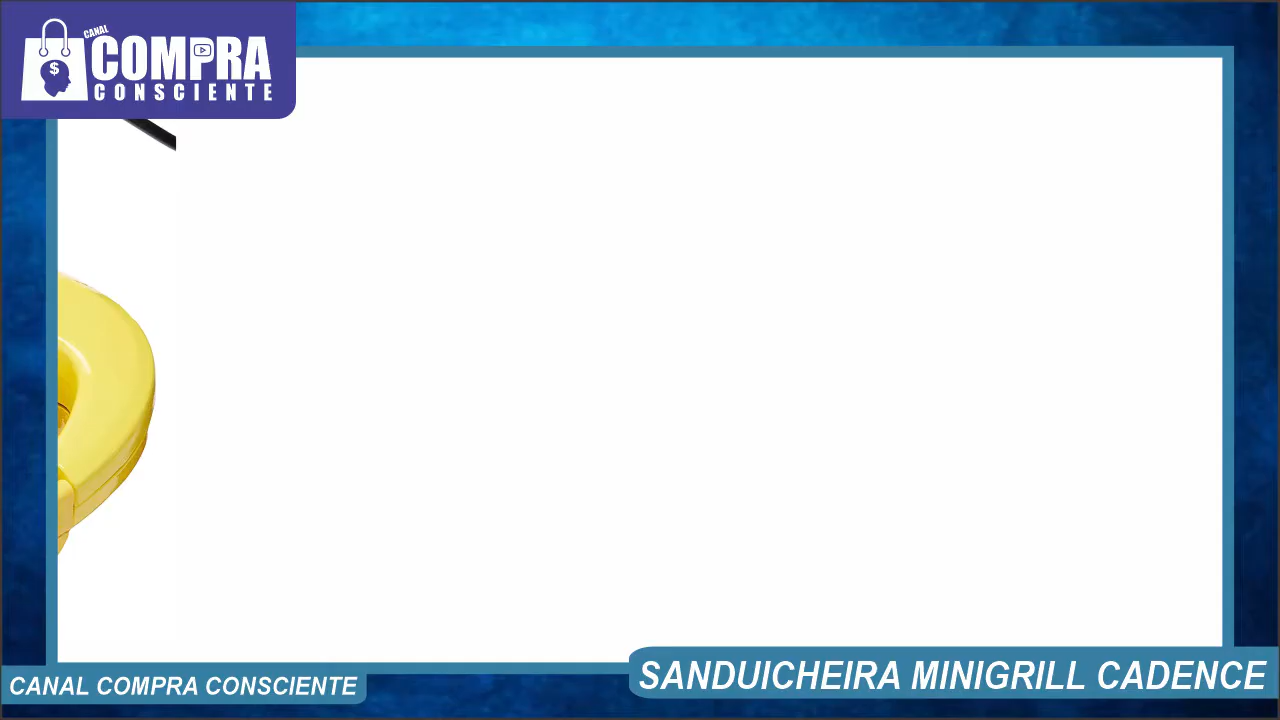 CANAL
COMPRA
CONSCIENTE
$
CANAL COMPRA CONSCIENTE
SANDUICHEIRA MINIGRILL CADENCE